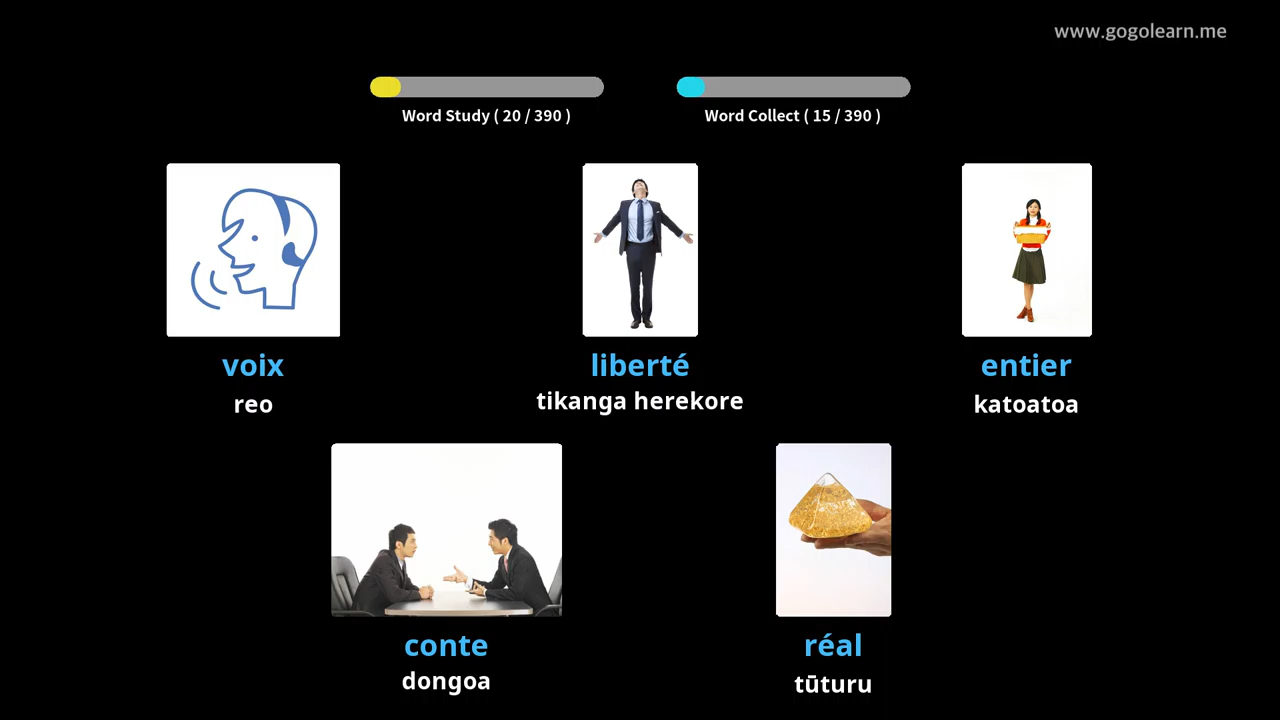 www.gogolearn.me
Word Study ( 20 / 390 )
Word Collect ( 15 / 390 )
voix
reo
liberté
tikanga herekore
entier
katoatoa
conte
dongoa
réal
tūturu